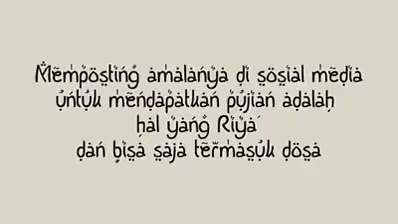 Memposting 'amalanya di sosial media
untuk mendapatkan pujian adalah
hal yang Riya'
dan bisa saja termasuk dosa